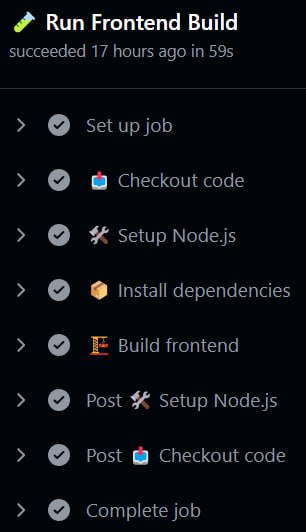 🧪 Run Frontend Build
succeeded 17 hours ago in 59s
Set up job
📥 Checkout code
🛠️ Setup Node.js
📦 Install dependencies
🏗️ Build frontend
Post 🛠️ Setup Node.js
Post 📥 Checkout code
Complete job